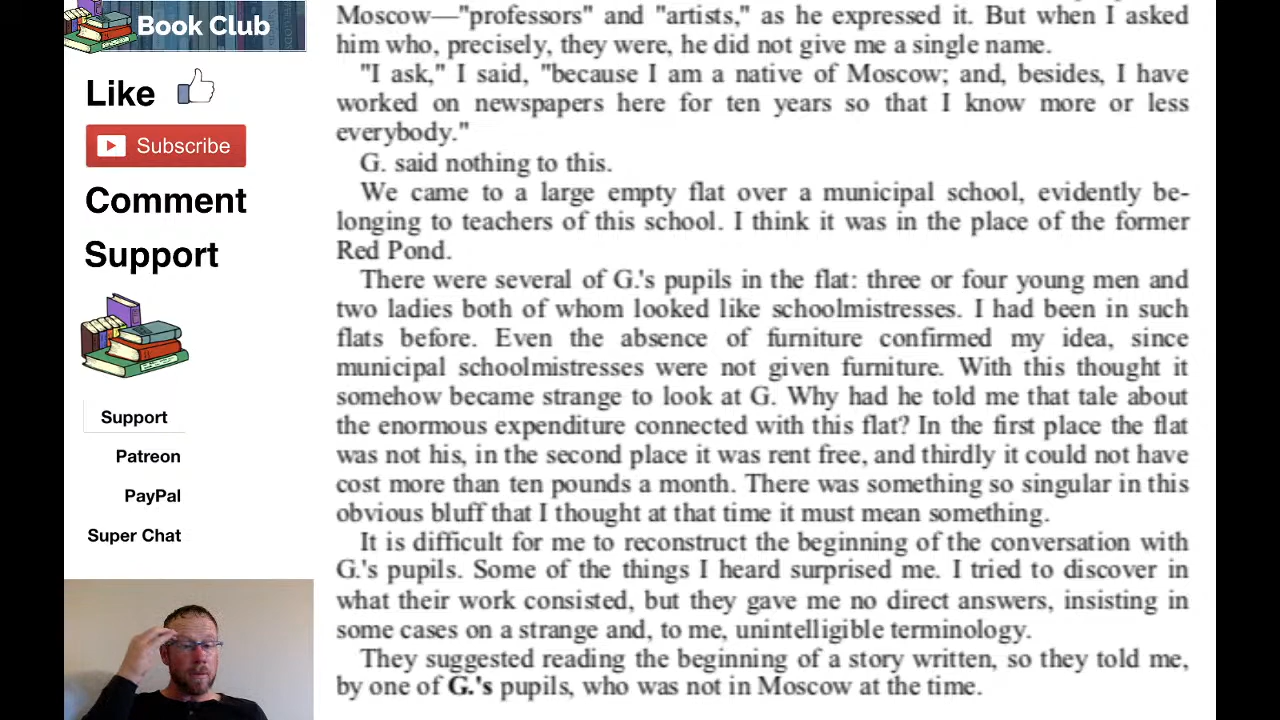 Book Club
Like
Subscribe
Comment
Support
Support
Patreon
PayPal
Super Chat
Moscow—"professors" and "artists," as he expressed it. But when I asked
him who, precisely, they were, he did not give me a single name.
"I ask," I said, "because I am a native of Moscow; and, besides, I have
worked on newspapers here for ten years so that I know more or less
everybody."
G. said nothing to this.
We came to a large empty flat over a municipal school, evidently be-
longing to teachers of this school. I think it was in the place of the former
Red Pond.
There were several of G.'s pupils in the flat: three or four young men and
two ladies both of whom looked like schoolmistresses. I had been in such
flats before. Even the absence of furniture confirmed my idea, since
municipal schoolmistresses were not given furniture. With this thought it
somehow became strange to look at G. Why had he told me that tale about
the enormous expenditure connected with this flat? In the first place the flat
was not his, in the second place it was rent free, and thirdly it could not have
cost more than ten pounds a month. There was something so singular in this
obvious bluff that I thought at that time it must mean something.
It is difficult for me to reconstruct the beginning of the conversation with
G.'s pupils. Some of the things I heard surprised me. I tried to discover in
what their work consisted, but they gave me no direct answers, insisting in
some cases on a strange and, to me, unintelligible terminology.
They suggested reading the beginning of a story written, so they told me,
by one of G.'s pupils, who was not in Moscow at the time.